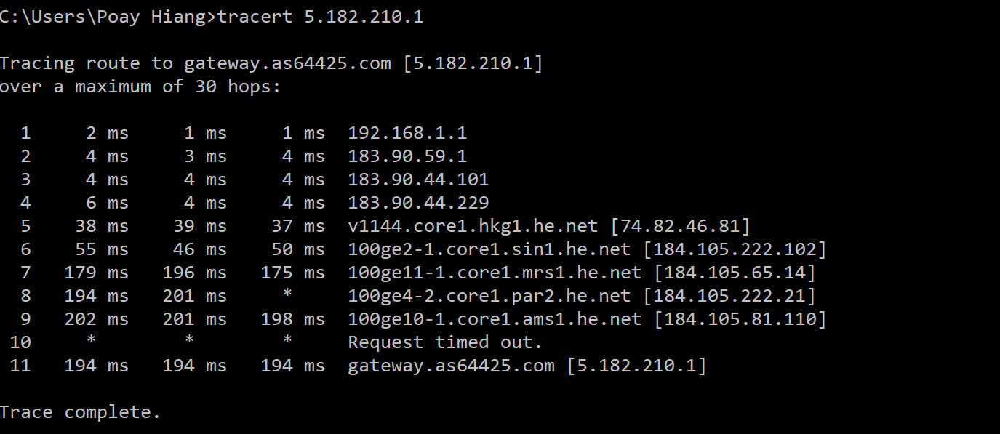 C:\Users\Poay Hiang>tracert 5.182.210.1
Tracing route to gateway.as64425.com [5.182.210.1]
over a maximum of 30 hops:
1 2 ms 1 ms 1 ms 192.168.1.1
2 4 ms 3 ms 4 ms 183.90.59.1
3 4 ms 4 ms 4 ms 183.90.44.101
4 6 ms 4 ms 4 ms 183.90.44.229
5 38 ms 39 ms 37 ms v1144.core1.hkg1.he.net [74.82.46.81]
6 55 ms 46 ms 50 ms 100ge2-1.core1.sin1.he.net [184.105.222.102]
7 179 ms 196 ms 175 ms 100ge11-1.core1.mrs1.he.net [184.105.65.14]
8 194 ms 201 ms * 100ge4-2.core1.par2.he.net [184.105.222.21]
9 202 ms 201 ms 198 ms 100ge10-1.core1.ams1.he.net [184.105.81.110]
10 * * * Request timed out.
11 194 ms 194 ms 194 ms gateway.as64425.com [5.182.210.1]
Trace complete.